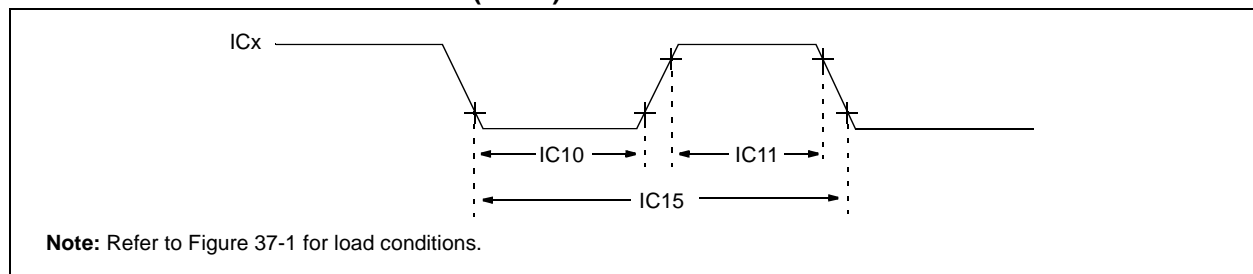 ICx
IC10
IC11
IC15
Note: Refer to Figure 37-1 for load conditions.